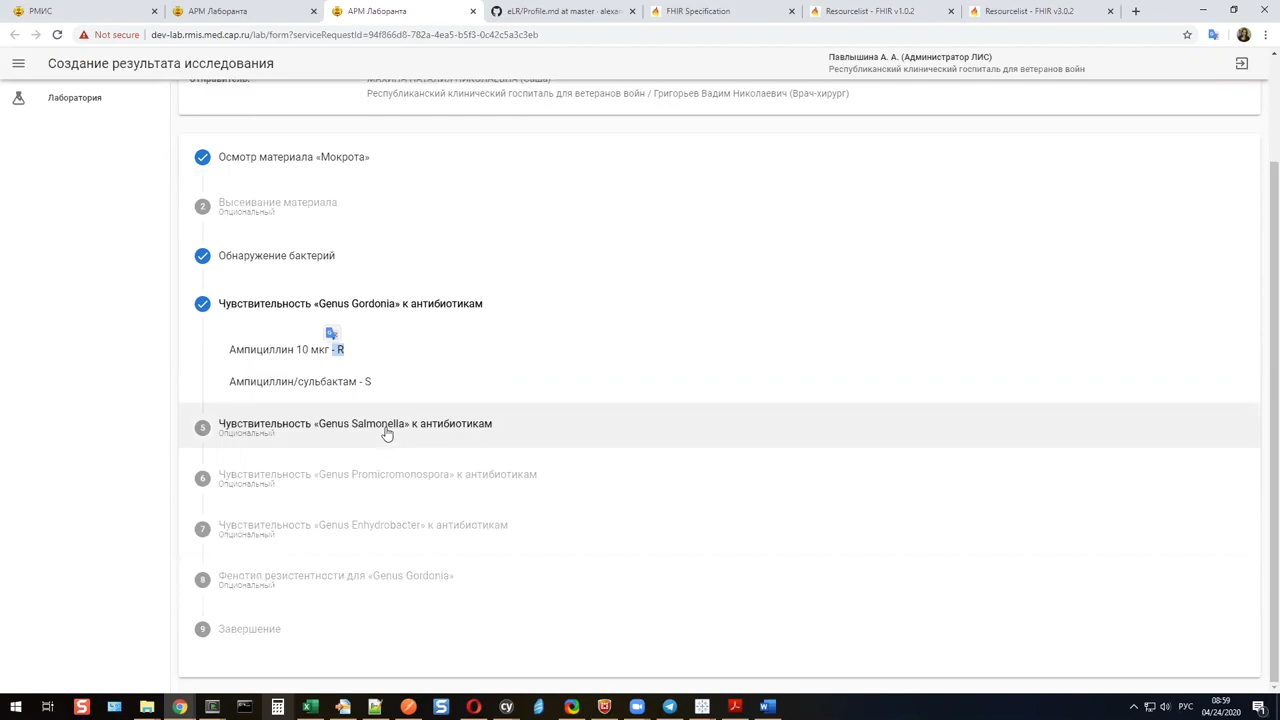 РМИС
АРМ Лаборанта
АРМ Лаборанта
eLR/Profile.md at master · alexan
FHIR Specification
Resourcelist - FHIR v1.0.2
Resourcelist - FHIR v3.0.2
Not secure
dev-lab.rmis.med.cap.ru/lab/form?serviceRequestId=94f866d8-782a-4ea5-b5f3-0c42c5a3c3eb
Создание результата исследования
Павлышина А. А. (Администратор ЛИС)
Республиканский клинический госпиталь для ветеранов войн
Лаборатория
Республиканский клинический госпиталь для ветеранов войн / Григорьев Вадим Николаевич (Врач-хирург)
Осмотр материала «Мокрота»
2 Высеивание материала
Опциональный
Обнаружение бактерий
Чувствительность «Genus Gordonia» к антибиотикам
Ампициллин 10 мкг - R
Ампициллин/сульбактам - S
5 Чувствительность «Genus Salmonella» к антибиотикам
Опциональный
6 Чувствительность «Genus Promicromonospora» к антибиотикам
Опциональный
7 Чувствительность «Genus Enhydrobacter» к антибиотикам
Опциональный
8 Фенотип резистентности для «Genus Gordonia»
Опциональный
9 Завершение
РУС
08:59
04/24/2020